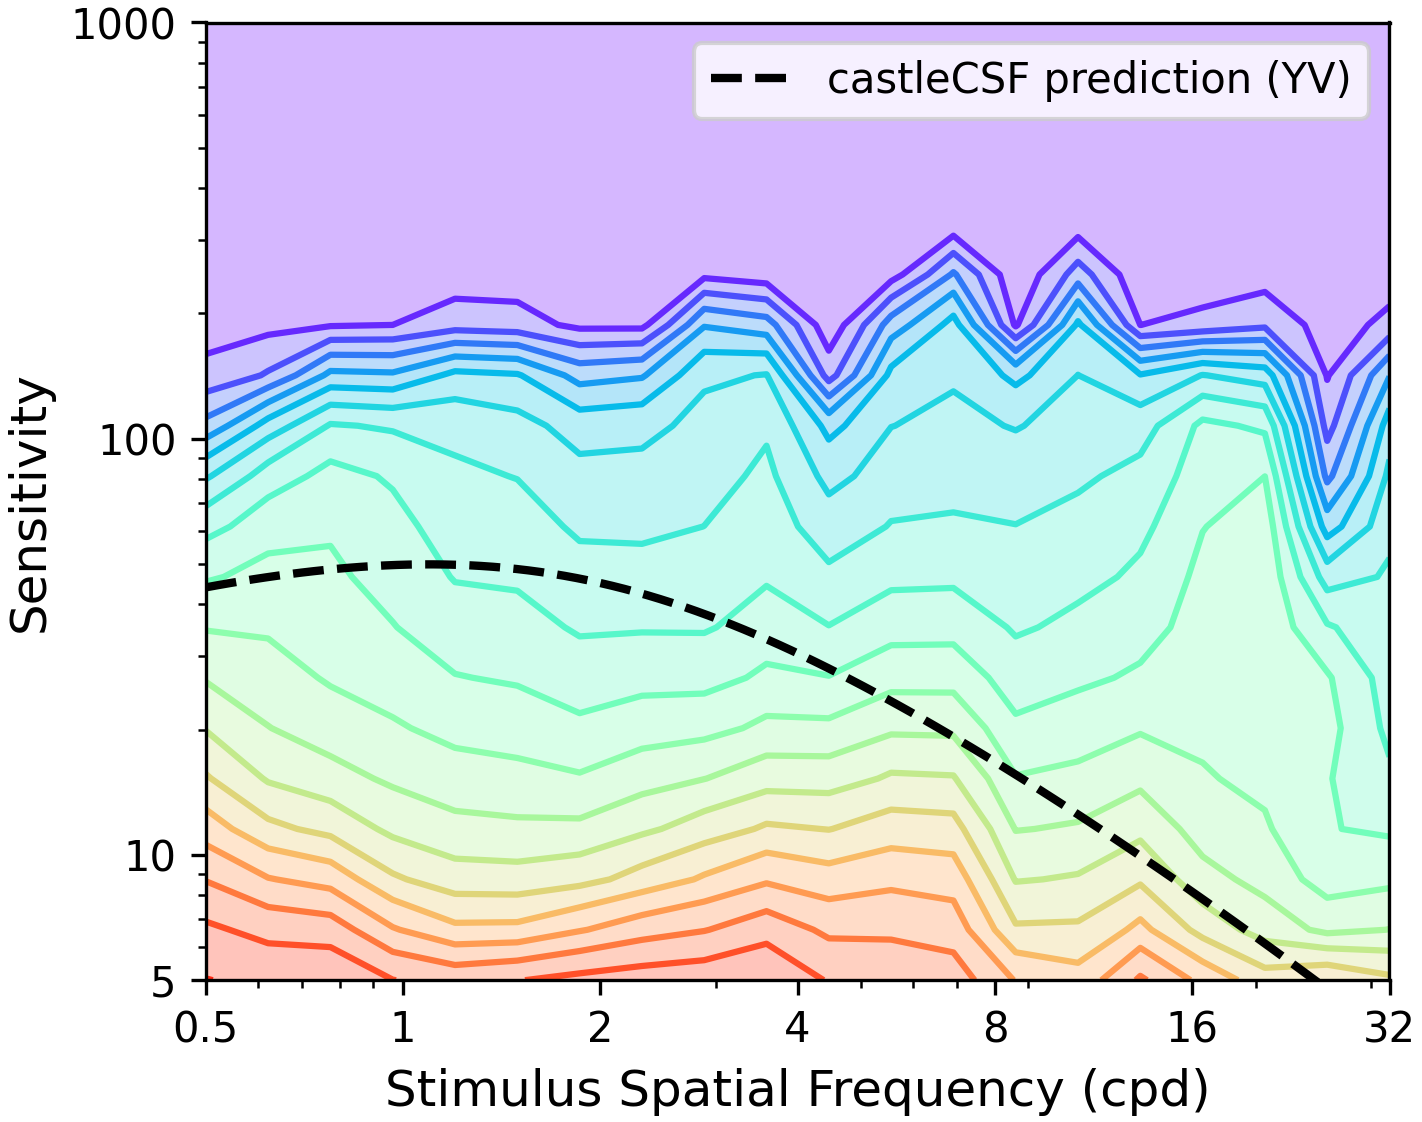 1000
castleCSF prediction (YV)
100
Sensitivity
10
5
0.5 1 2 4 8 16 32
Stimulus Spatial Frequency (cpd)